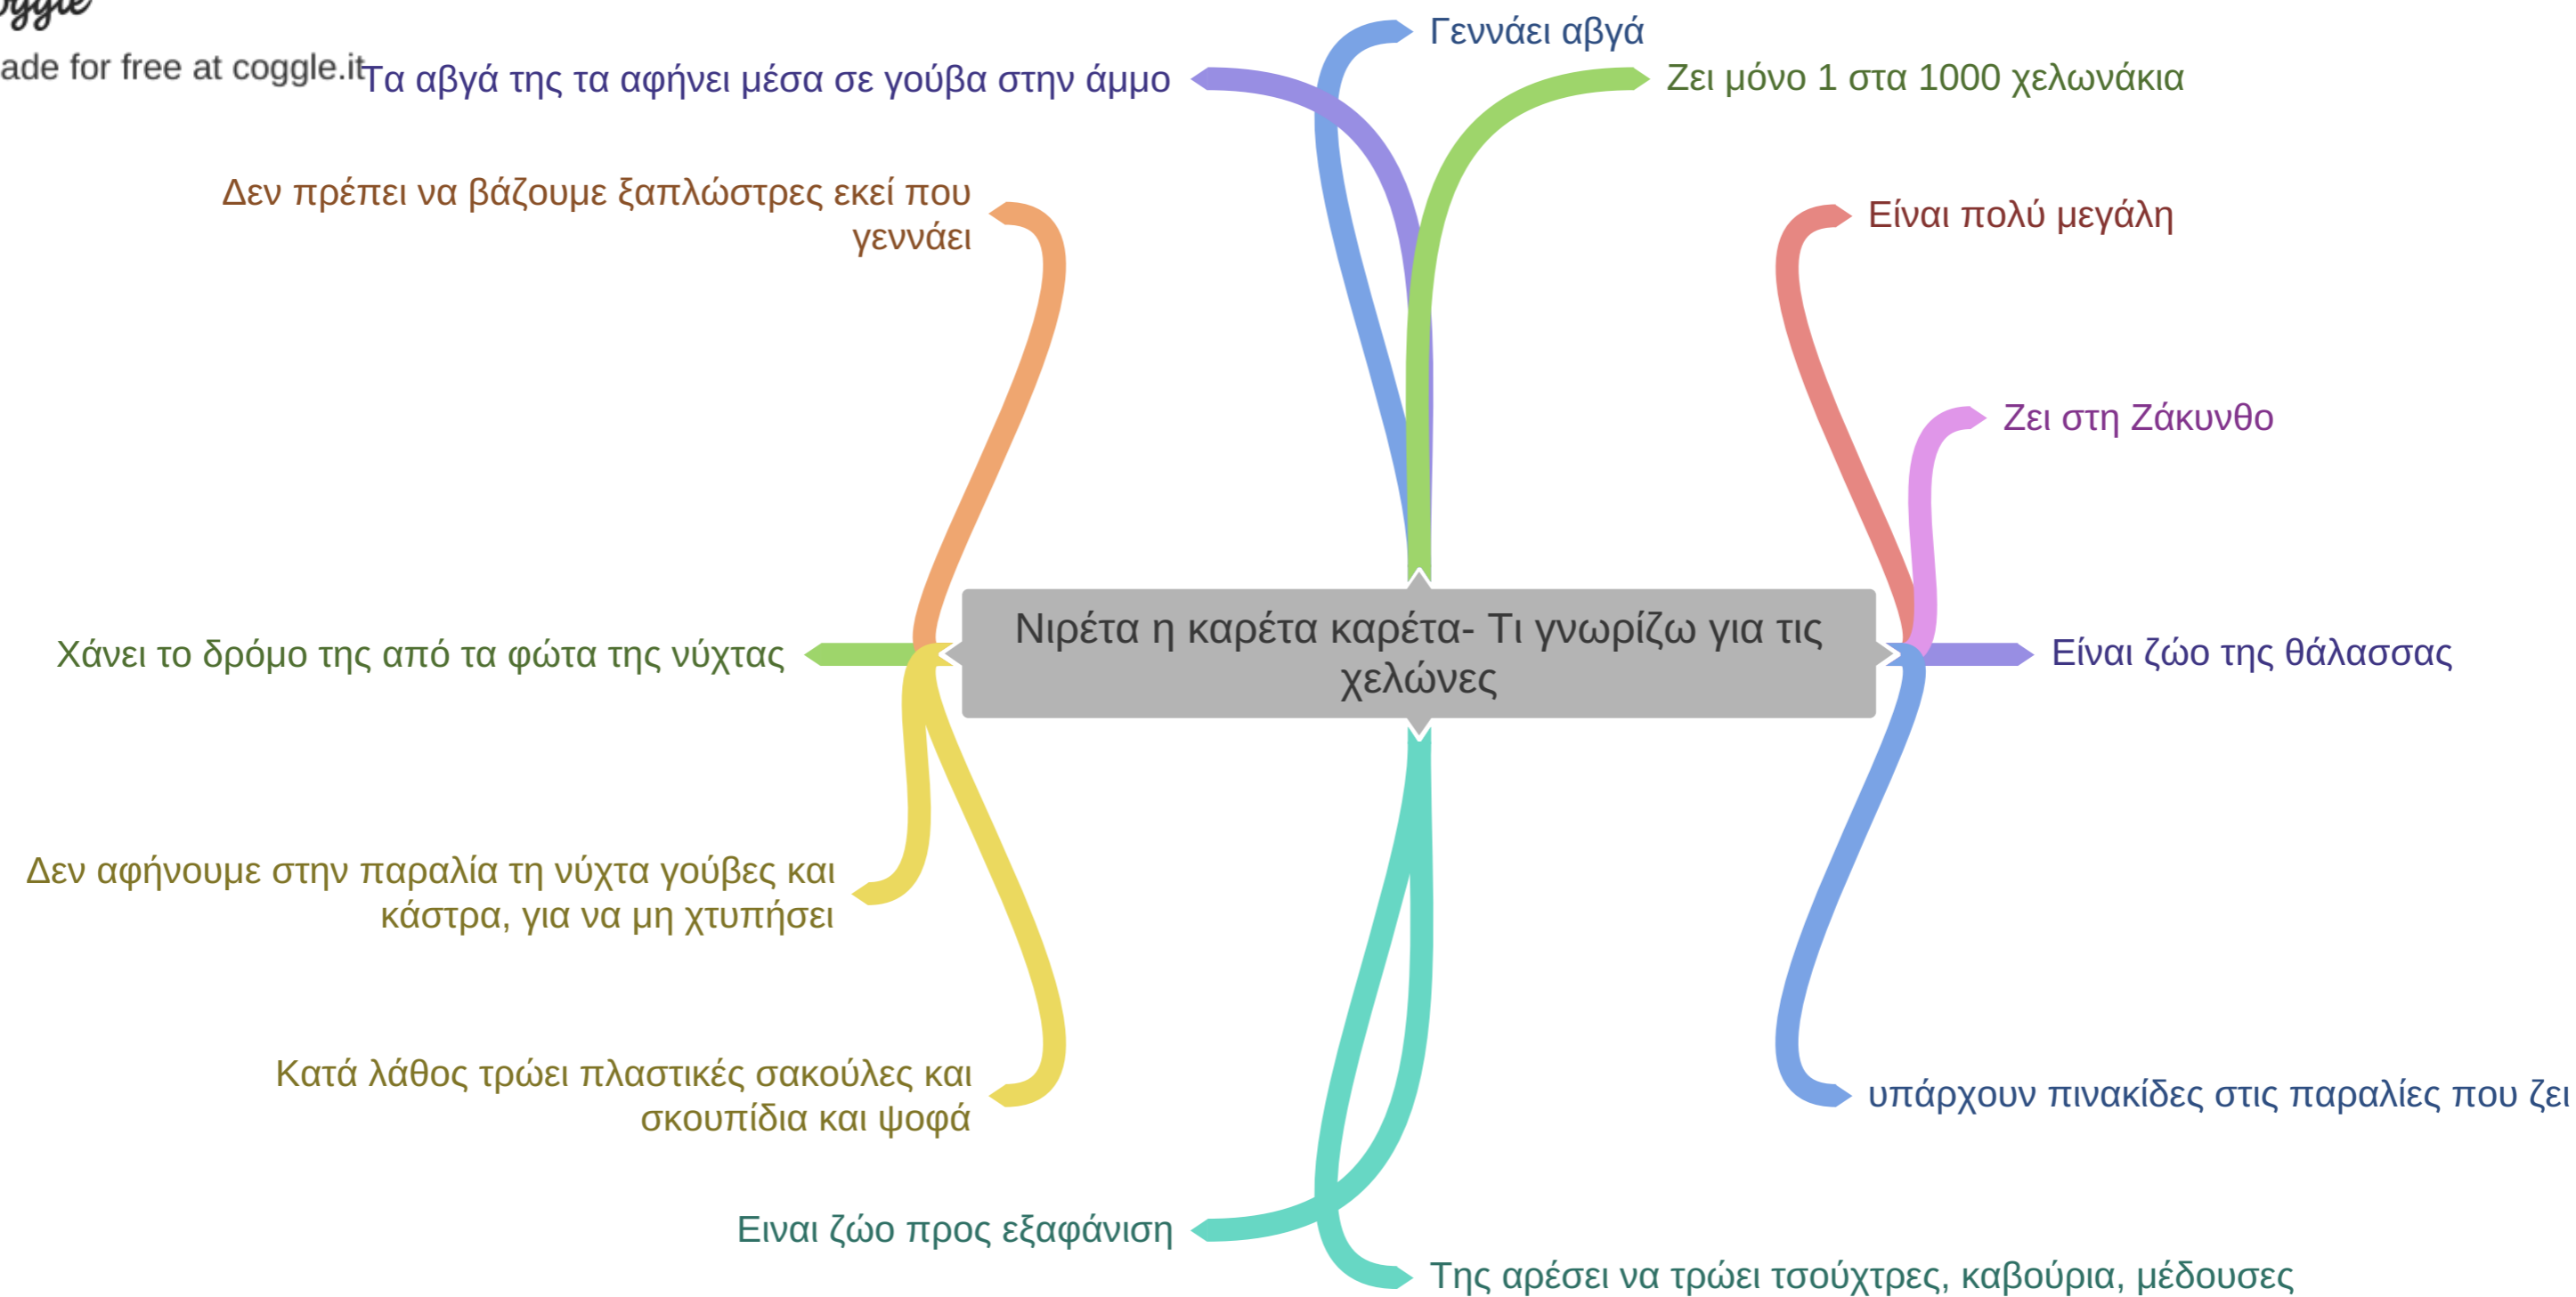 ade for free at coggle.it
Γεννάει αβγά
Τα αβγά της τα αφήνει μέσα σε γούβα στην άμμο
Ζει μόνο 1 στα 1000 χελωνάκια
Δεν πρέπει να βάζουμε ξαπλώστρες εκεί που
γεννάει
Είναι πολύ μεγάλη
Ζει στη Ζάκυνθο
Νιρέτα η καρέτα καρέτα- Τι γνωρίζω για τις
χελώνες
Χάνει το δρόμο της από τα φώτα της νύχτας
Είναι ζώο της θάλασσας
Δεν αφήνουμε στην παραλία τη νύχτα γούβες και
κάστρα, για να μη χτυπήσει
Κατά λάθος τρώει πλαστικές σακούλες και
σκουπίδια και ψοφά
υπάρχουν πινακίδες στις παραλίες που ζει
Ειναι ζώο προς εξαφάνιση
Της αρέσει να τρώει τσούχτρες, καβούρια, μέδουσες